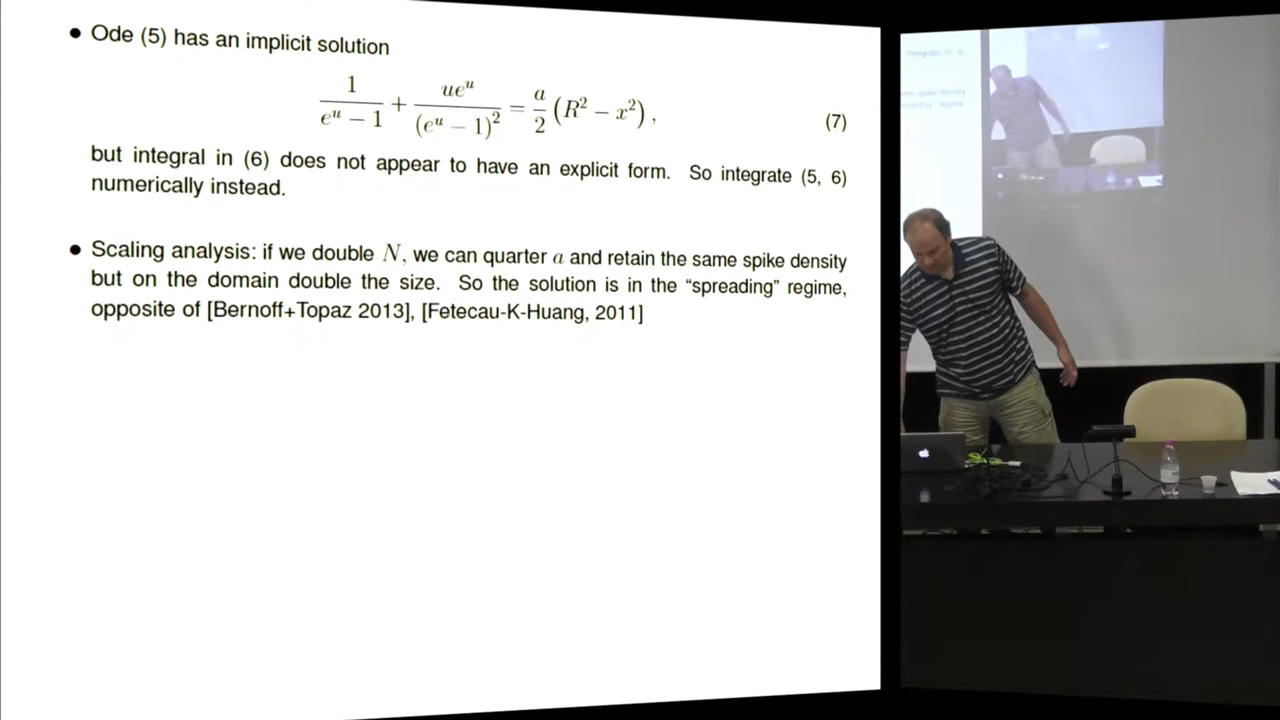 • Ode (5) has an implicit solution
\frac{1}{e^u - 1} + \frac{ue^u}{(e^u - 1)^2} = \frac{a}{2} (R^2 - x^2), (7)
but integral in (6) does not appear to have an explicit form. So integrate (5, 6)
numerically instead.
• Scaling analysis: if we double N, we can quarter a and retain the same spike density
but on the domain double the size. So the solution is in the “spreading” regime,
opposite of [Bernoff+Topaz 2013], [Fetecau-K-Huang, 2011]